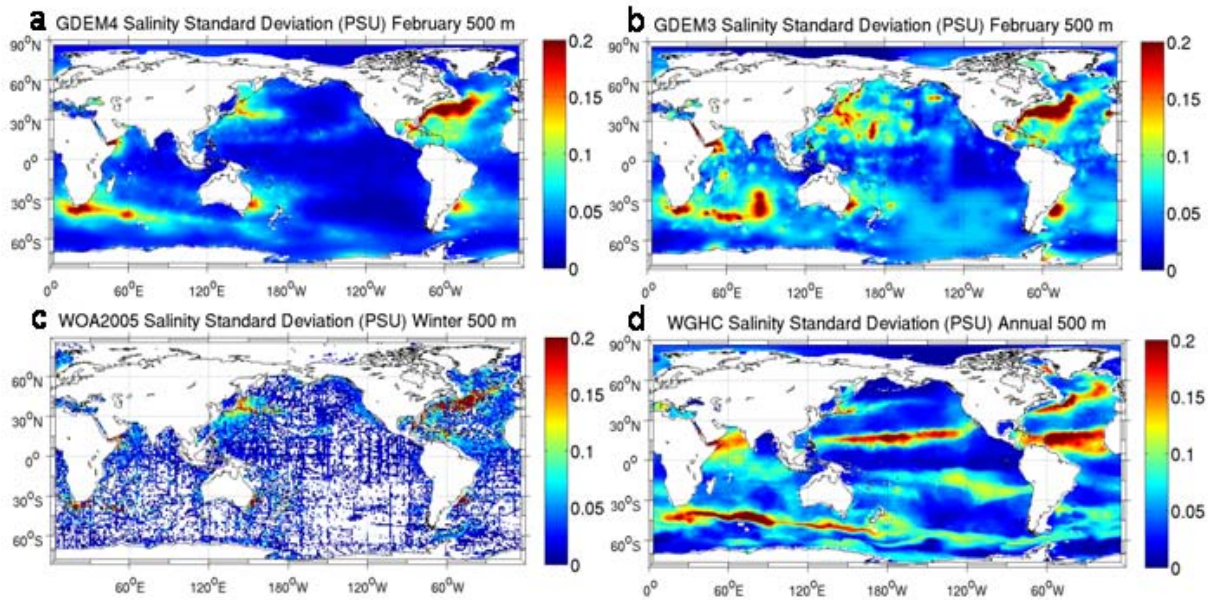 a GDEM4 Salinity Standard Deviation (PSU) February 500 m
90°N
60°N
30°N
0°
30°S
60°S
60°E 120°E 180°W 120°W 60°W
0.2
0.15
0.1
0.05
0
b GDEM3 Salinity Standard Deviation (PSU) February 500 m
90°N
60°N
30°N
0°
30°S
60°S
0° 60°E 120°E 180°W 120°W 60°W
0.2
0.15
0.1
0.05
0
c WOA2005 Salinity Standard Deviation (PSU) Winter 500 m
90°N
60°N
30°N
0°
30°S
60°S
60°E 120°E 180°W 120°W 60°W
0.2
0.15
0.1
0.05
0
d WGHC Salinity Standard Deviation (PSU) Annual 500 m
90°N
60°N
30°N
0°
30°S
60°S
0° 60°E 120°E 180°W 120°W 60°W
0.2
0.15
0.1
0.05
0